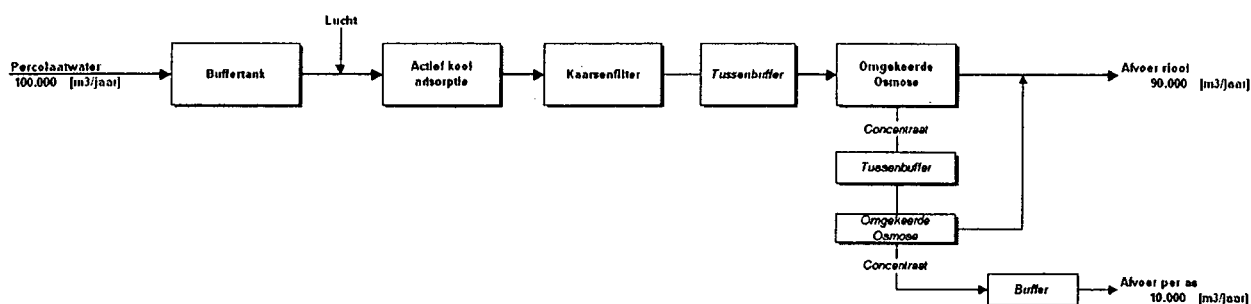 Lucht
Percolaatwater
100.000 [m3/jaar]
Buffertank
Actief kool
adsorptie
Kaarsenfilter
Tussenbuffer
Omgekeerde
Osmose
Afvoer riool
90.000 [m3/jaar]
Concentraat
Tussenbuffer
Omgekeerde
Osmose
Concentraat
Buffer
Afvoer per as
10.000 [m3/jaar]